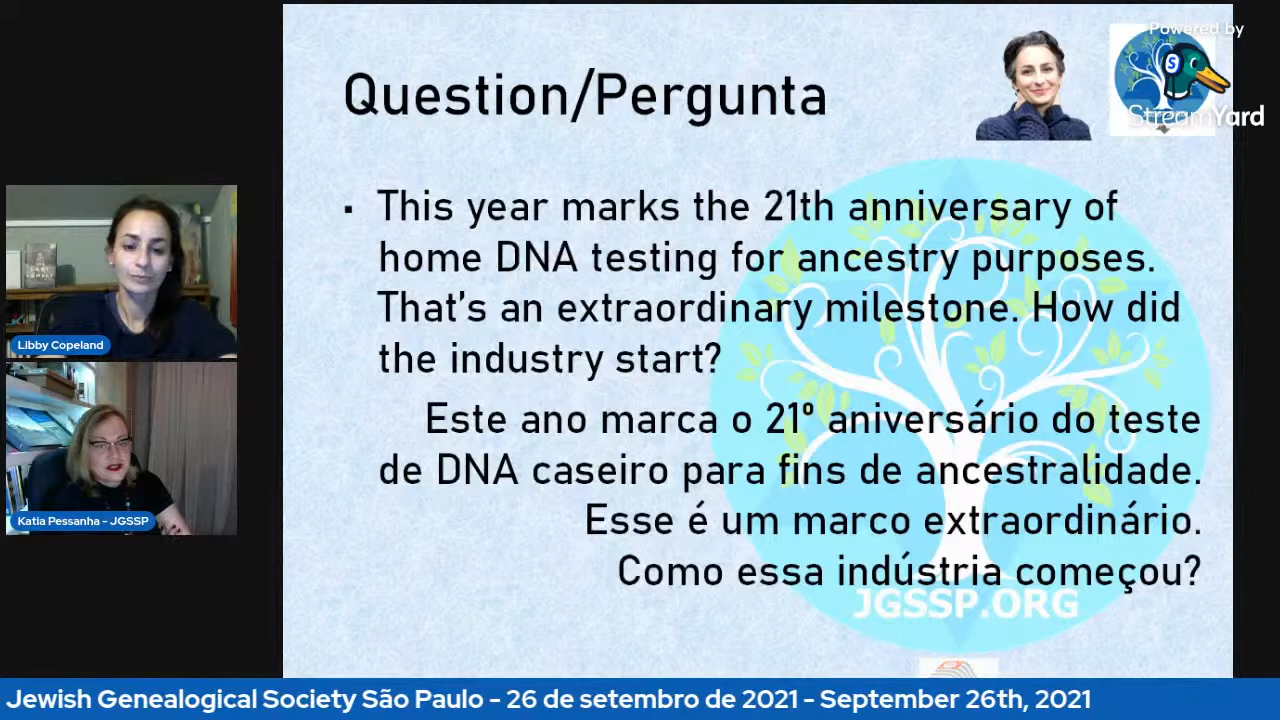 Powered by
StreamYard
Question/Pergunta
This year marks the 21th anniversary of
home DNA testing for ancestry purposes.
That's an extraordinary milestone. How did
the industry start?
Este ano marca o 21º aniversário do teste
de DNA caseiro para fins de ancestralidade.
Esse é um marco extraordinário.
Como essa indústria começou?
JGSSP.ORG
Libby Copeland
Katia Pessanha - JGSSP
Jewish Genealogical Society São Paulo - 26 de setembro de 2021 - September 26th, 2021